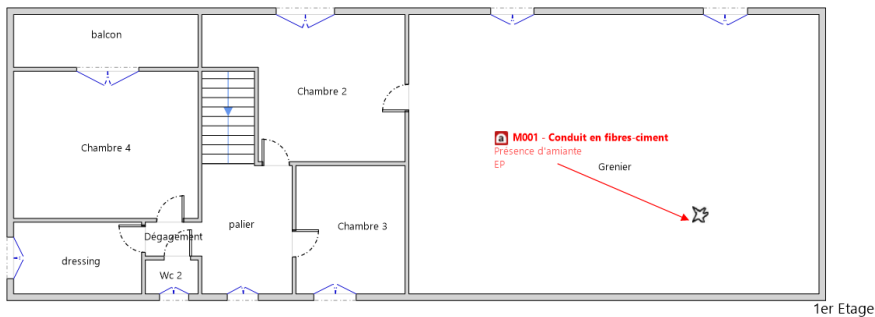 balcon
Chambre 2
Chambre 4
a M001 - Conduit en fibres-ciment
Présence d'amiante
EP
Grenier
palier
Chambre 3
Dégagement
dressing
Wc 2
1er Etage